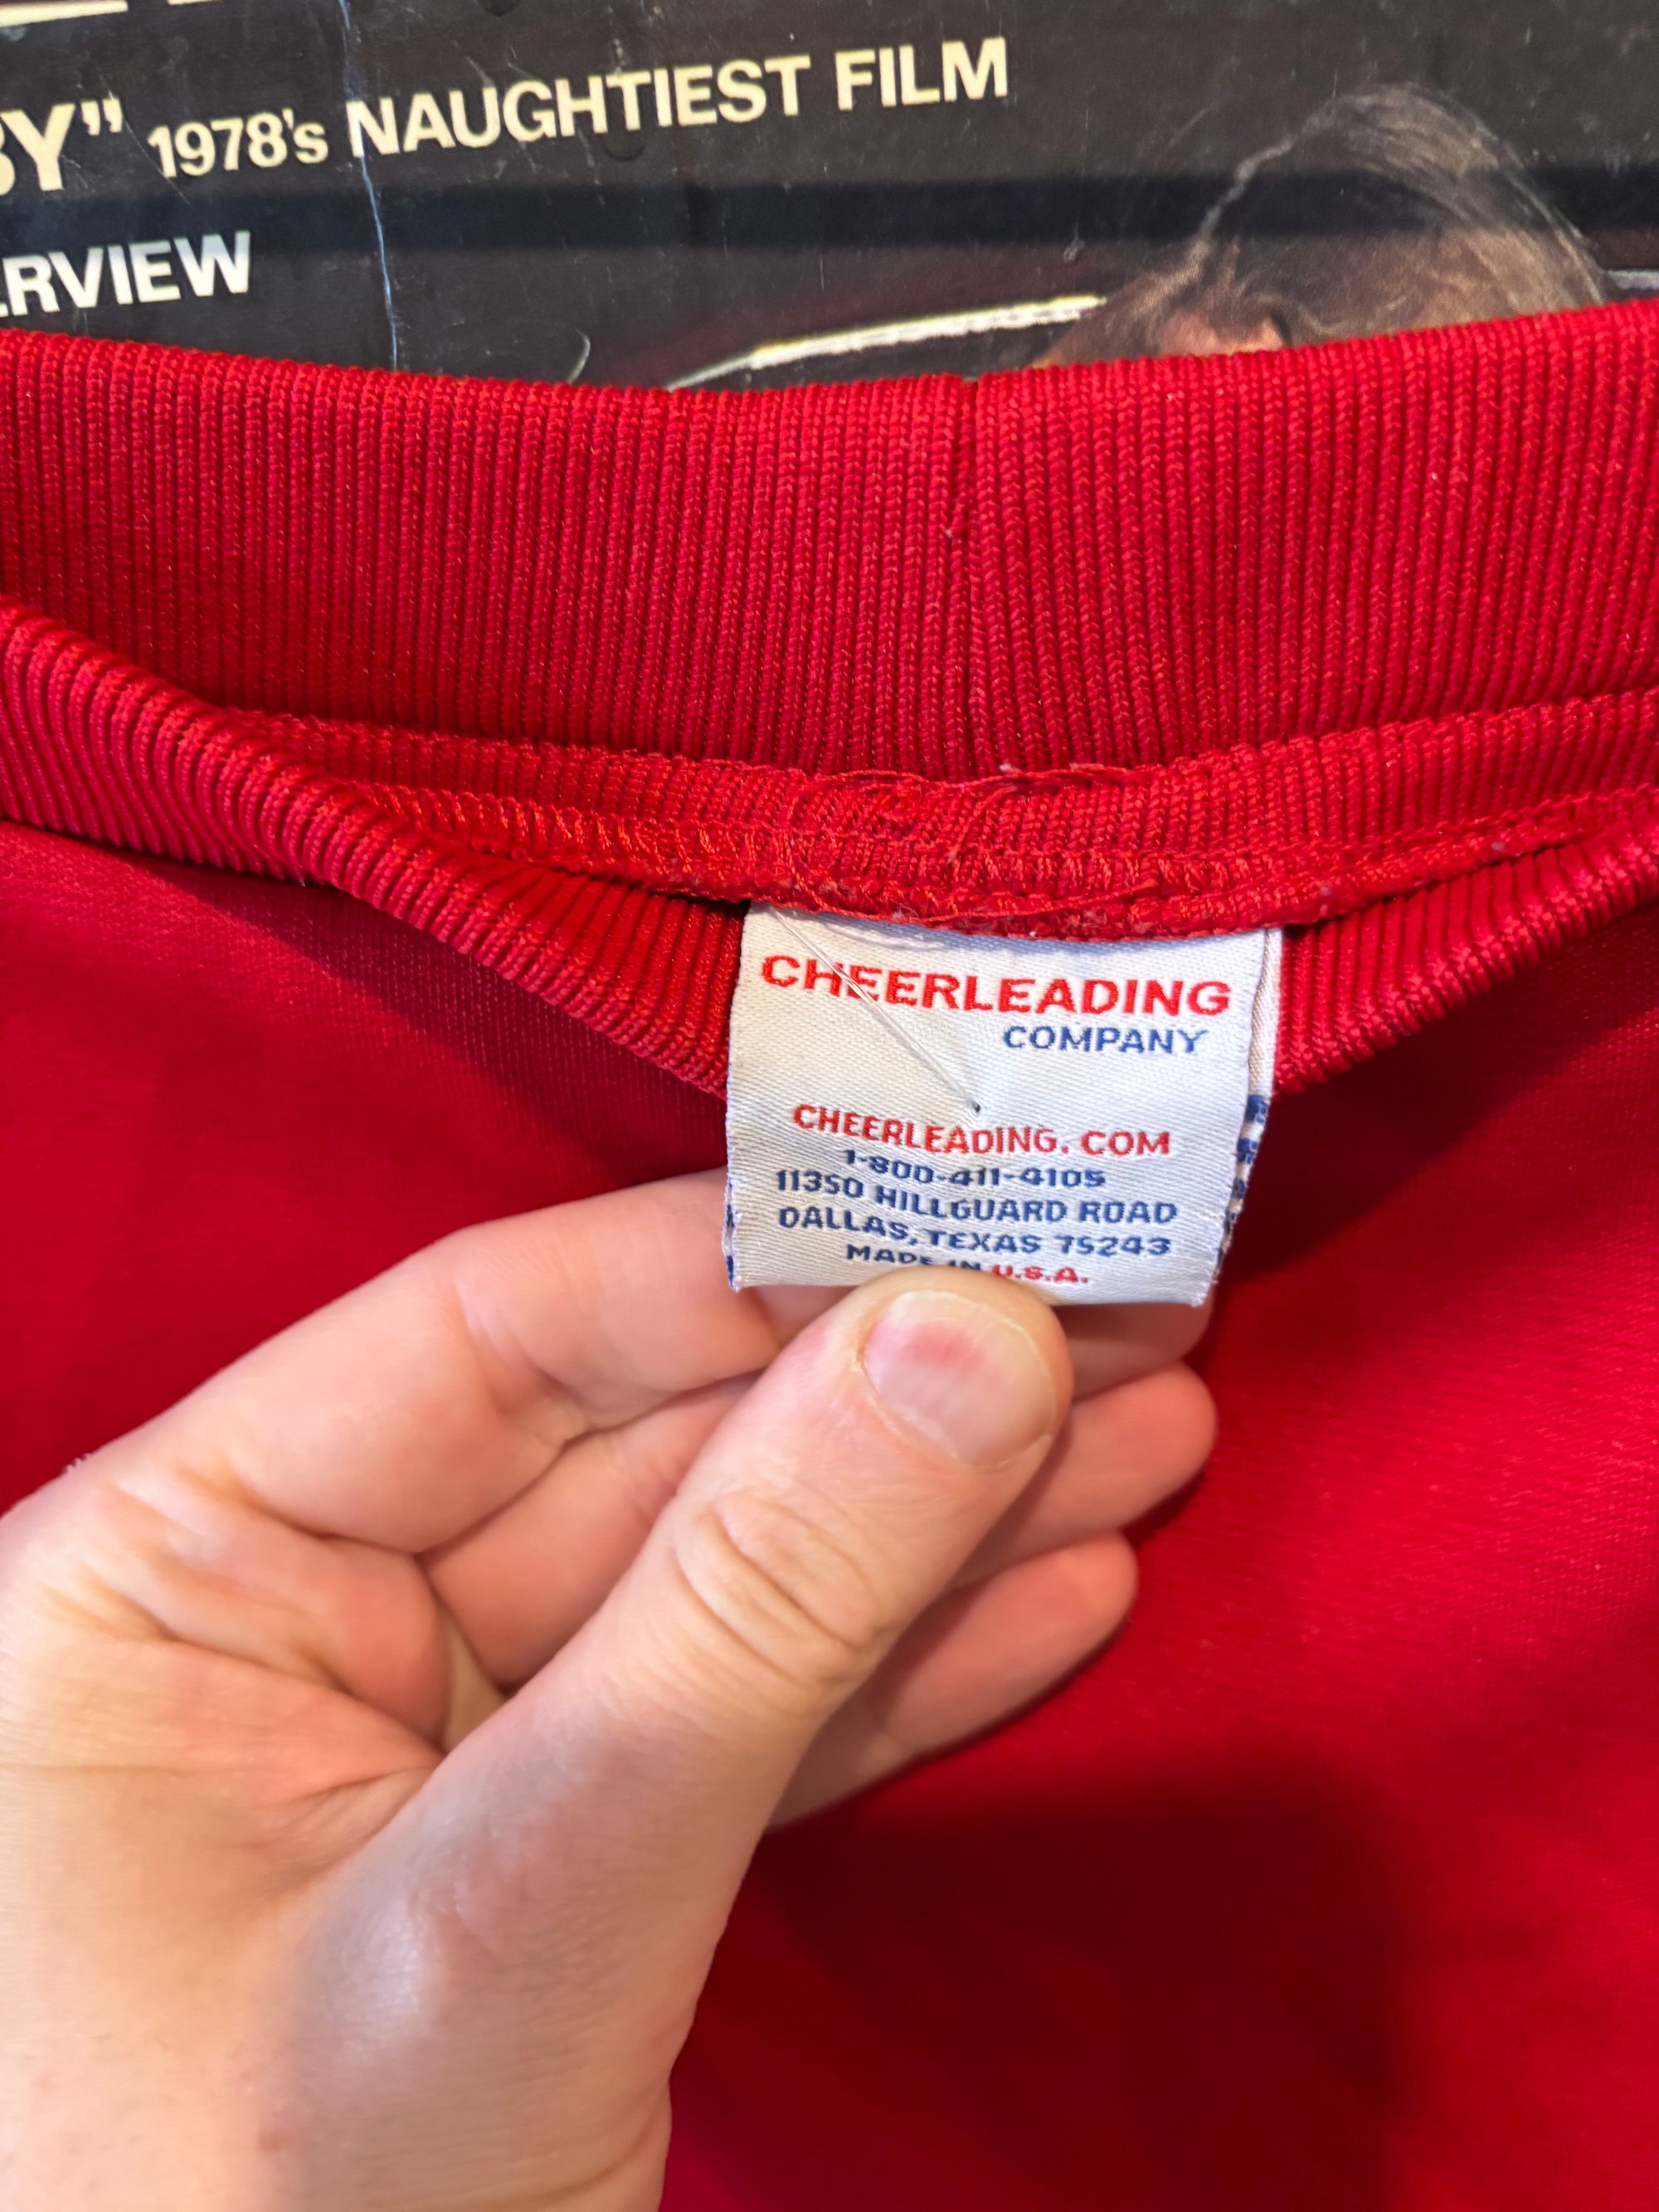 BY" 1978's NAUGHTIEST FILM
ERVIEW
CHEERLEADING
COMPANY
CHEERLEADING.COM
1-800-411-4105
11350 HILLGUARD ROAD
DALLAS, TEXAS 75243
MADE IN U.S.A.